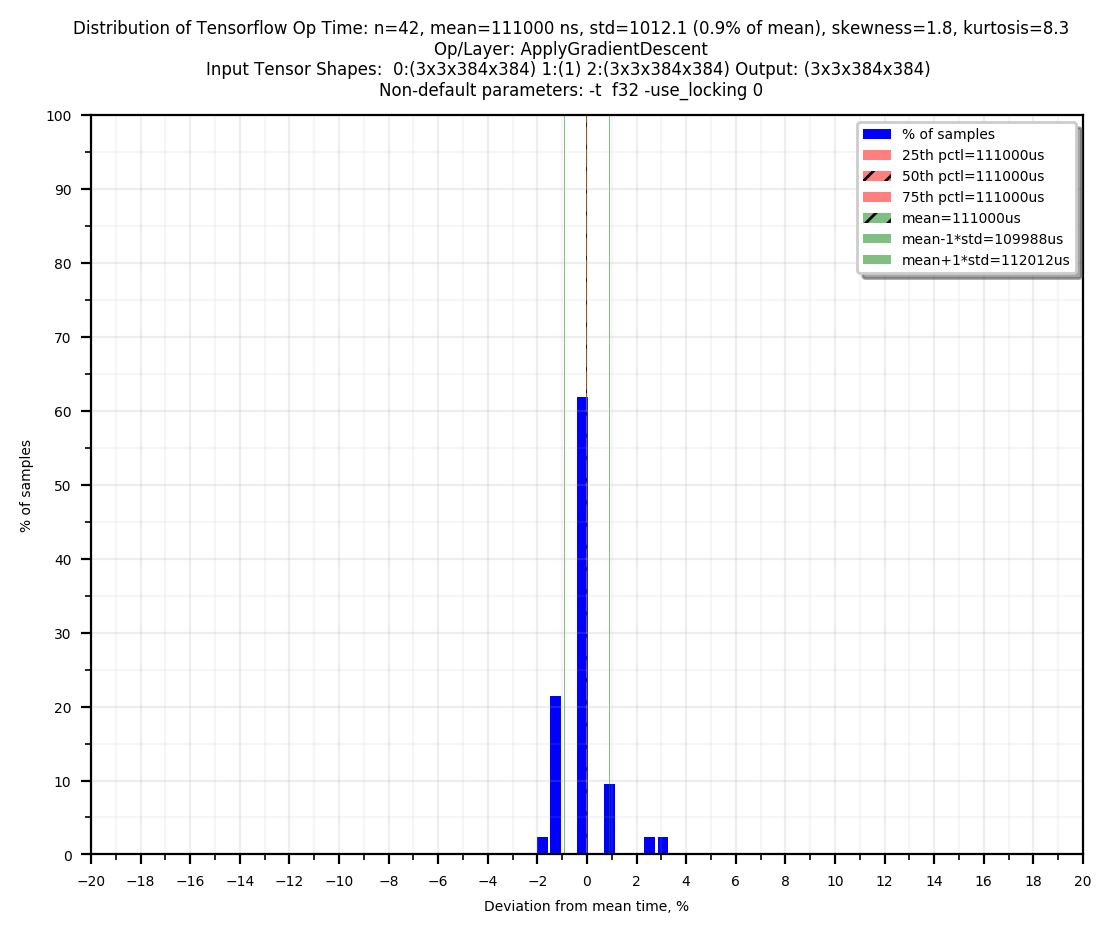 Distribution of Tensorflow Op Time: n=42, mean=111000 ns, std=1012.1 (0.9% of mean), skewness=1.8, kurtosis=8.3
Op/Layer: ApplyGradientDescent
Input Tensor Shapes:  0:(3x3x384x384) 1:(1) 2:(3x3x384x384) Output: (3x3x384x384)
Non-default parameters: -t  f32 -use_locking 0
% of samples
25th pctl=111000us
50th pctl=111000us
75th pctl=111000us
mean=111000us
mean-1*std=109988us
mean+1*std=112012us
100
90
80
70
60
50
40
30
20
10
0
% of samples
−20 −18 −16 −14 −12 −10 −8 −6 −4 −2 0 2 4 6 8 10 12 14 16 18 20
Deviation from mean time, %